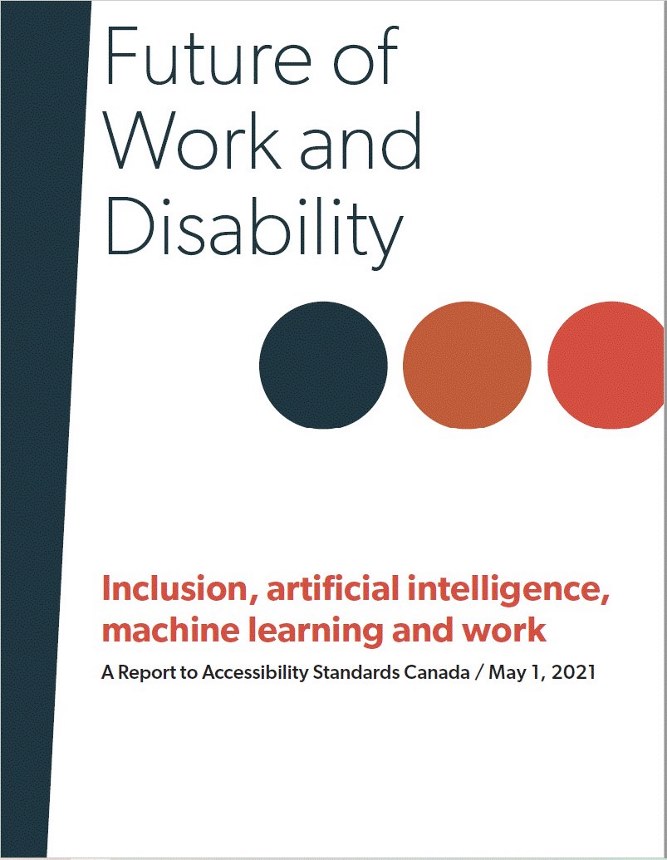 Future of
Work and
Disability
Inclusion, artificial intelligence,
machine learning and work
A Report to Accessibility Standards Canada / May 1, 2021